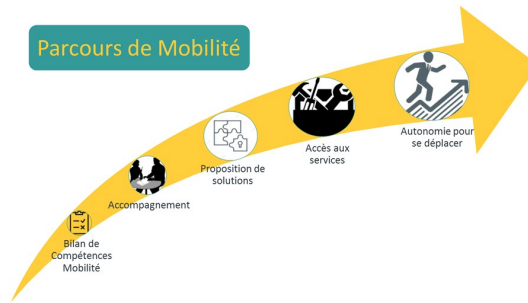 Parcours de Mobilité
Bilan de
Compétences
Mobilité
Accompagnement
Proposition de
solutions
Accès aux
services
Autonomie pour
se déplacer